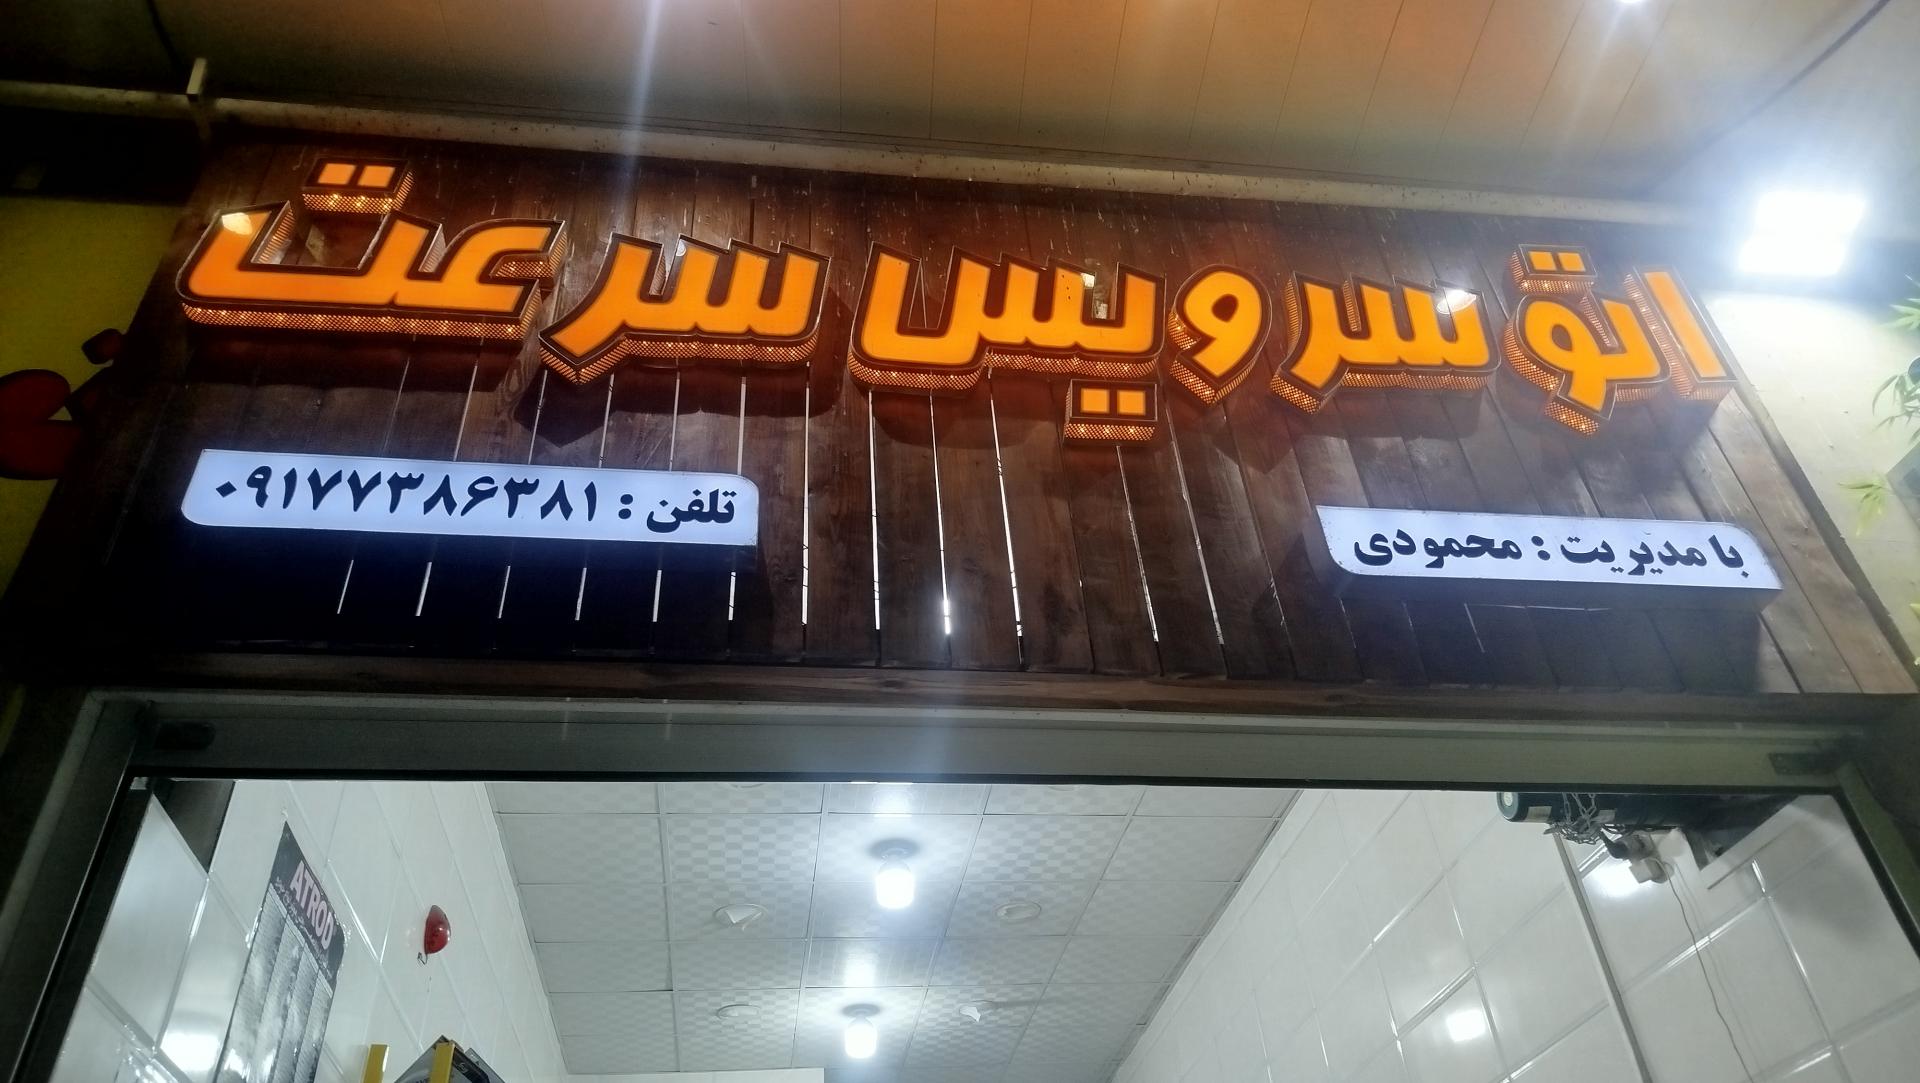 اتو سرویس سرعت
با مدیریت : محمودی
تلفن : ۰۹۱۷۷۳۸۶۳۸۱
ATROD